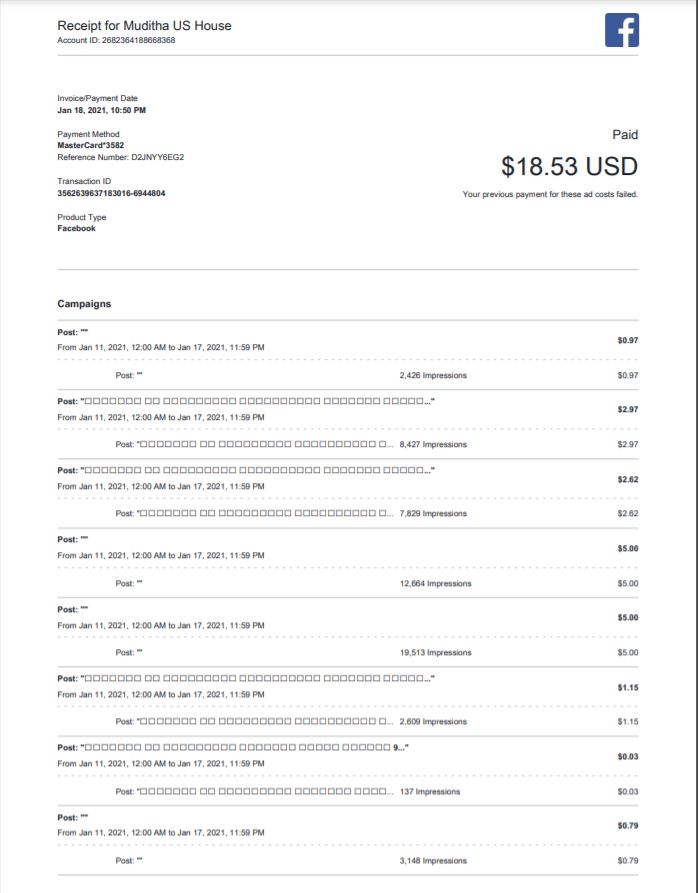 Receipt for Muditha US House
Account ID: 2682364188668368
Invoice/Payment Date
Jan 18, 2021, 10:50 PM
Payment Method
MasterCard*3582
Reference Number: D2JNYY6EG2
Transaction ID
3562639637183016-6944804
Product Type
Facebook
Paid
$18.53 USD
Your previous payment for these ad costs failed.
Campaigns
Post: ""
From Jan 11, 2021, 12:00 AM to Jan 17, 2021, 11:59 PM
$0.97
Post: "" 2,426 Impressions $0.97
Post: "□□□□□□□ □□ □□□□□□□□□ □□□□□□□□□□ □□□□□□□ □□□□□..."
From Jan 11, 2021, 12:00 AM to Jan 17, 2021, 11:59 PM
$2.97
Post: "□□□□□□□ □□ □□□□□□□□□ □□□□□□□□□□ □... 8,427 Impressions $2.97
Post: "□□□□□□□ □□ □□□□□□□□□ □□□□□□□□□□ □□□□□□□ □□□□□..."
From Jan 11, 2021, 12:00 AM to Jan 17, 2021, 11:59 PM
$2.62
Post: "□□□□□□□ □□ □□□□□□□□□ □□□□□□□□□□ □... 7,829 Impressions $2.62
Post: ""
From Jan 11, 2021, 12:00 AM to Jan 17, 2021, 11:59 PM
$5.00
Post: "" 12,664 Impressions $5.00
Post: ""
From Jan 11, 2021, 12:00 AM to Jan 17, 2021, 11:59 PM
$5.00
Post: "" 19,513 Impressions $5.00
Post: "□□□□□□□ □□ □□□□□□□□□ □□□□□□□□□□ □□□□□□□ □□□□□..."
From Jan 11, 2021, 12:00 AM to Jan 17, 2021, 11:59 PM
$1.15
Post: "□□□□□□□ □□ □□□□□□□□□ □□□□□□□□□□ □... 2,609 Impressions $1.15
Post: "□□□□□□□ □□ □□□□□□□□□ □□□□□□□ □□□□□ □□□□□□ 9..."
From Jan 11, 2021, 12:00 AM to Jan 17, 2021, 11:59 PM
$0.03
Post: "□□□□□□□ □□ □□□□□□□□□ □□□□□□□ □□□□... 137 Impressions $0.03
Post: ""
From Jan 11, 2021, 12:00 AM to Jan 17, 2021, 11:59 PM
$0.79
Post: "" 3,148 Impressions $0.79